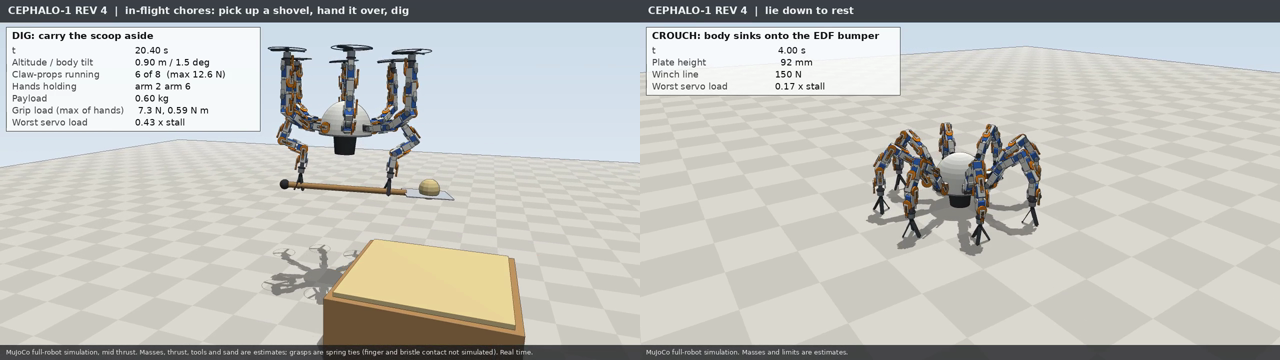 CEPHALO-1 REV 4 | in-flight chores: pick up a shovel, hand it over, dig
DIG: carry the scoop aside
t 20.40 s
Altitude / body tilt 0.90 m / 1.5 deg
Claw-props running 6 of 8 (max 12.6 N)
Hands holding arm 2 arm 6
Payload 0.60 kg
Grip load (max of hands) 7.3 N, 0.59 N m
Worst servo load 0.43 x stall
MuJoCo full-robot simulation, mid thrust. Masses, thrust, tools and sand are estimates: grasps are spring ties (finger and bristle contact not simulated). Real time.
CEPHALO-1 REV 4 | lie down to rest
CROUCH: body sinks onto the EDF bumper
t 4.00 s
Plate height 92 mm
Winch line 150 N
Worst servo load 0.17 x stall
MuJoCo full-robot simulation. Masses and limits are estimates.